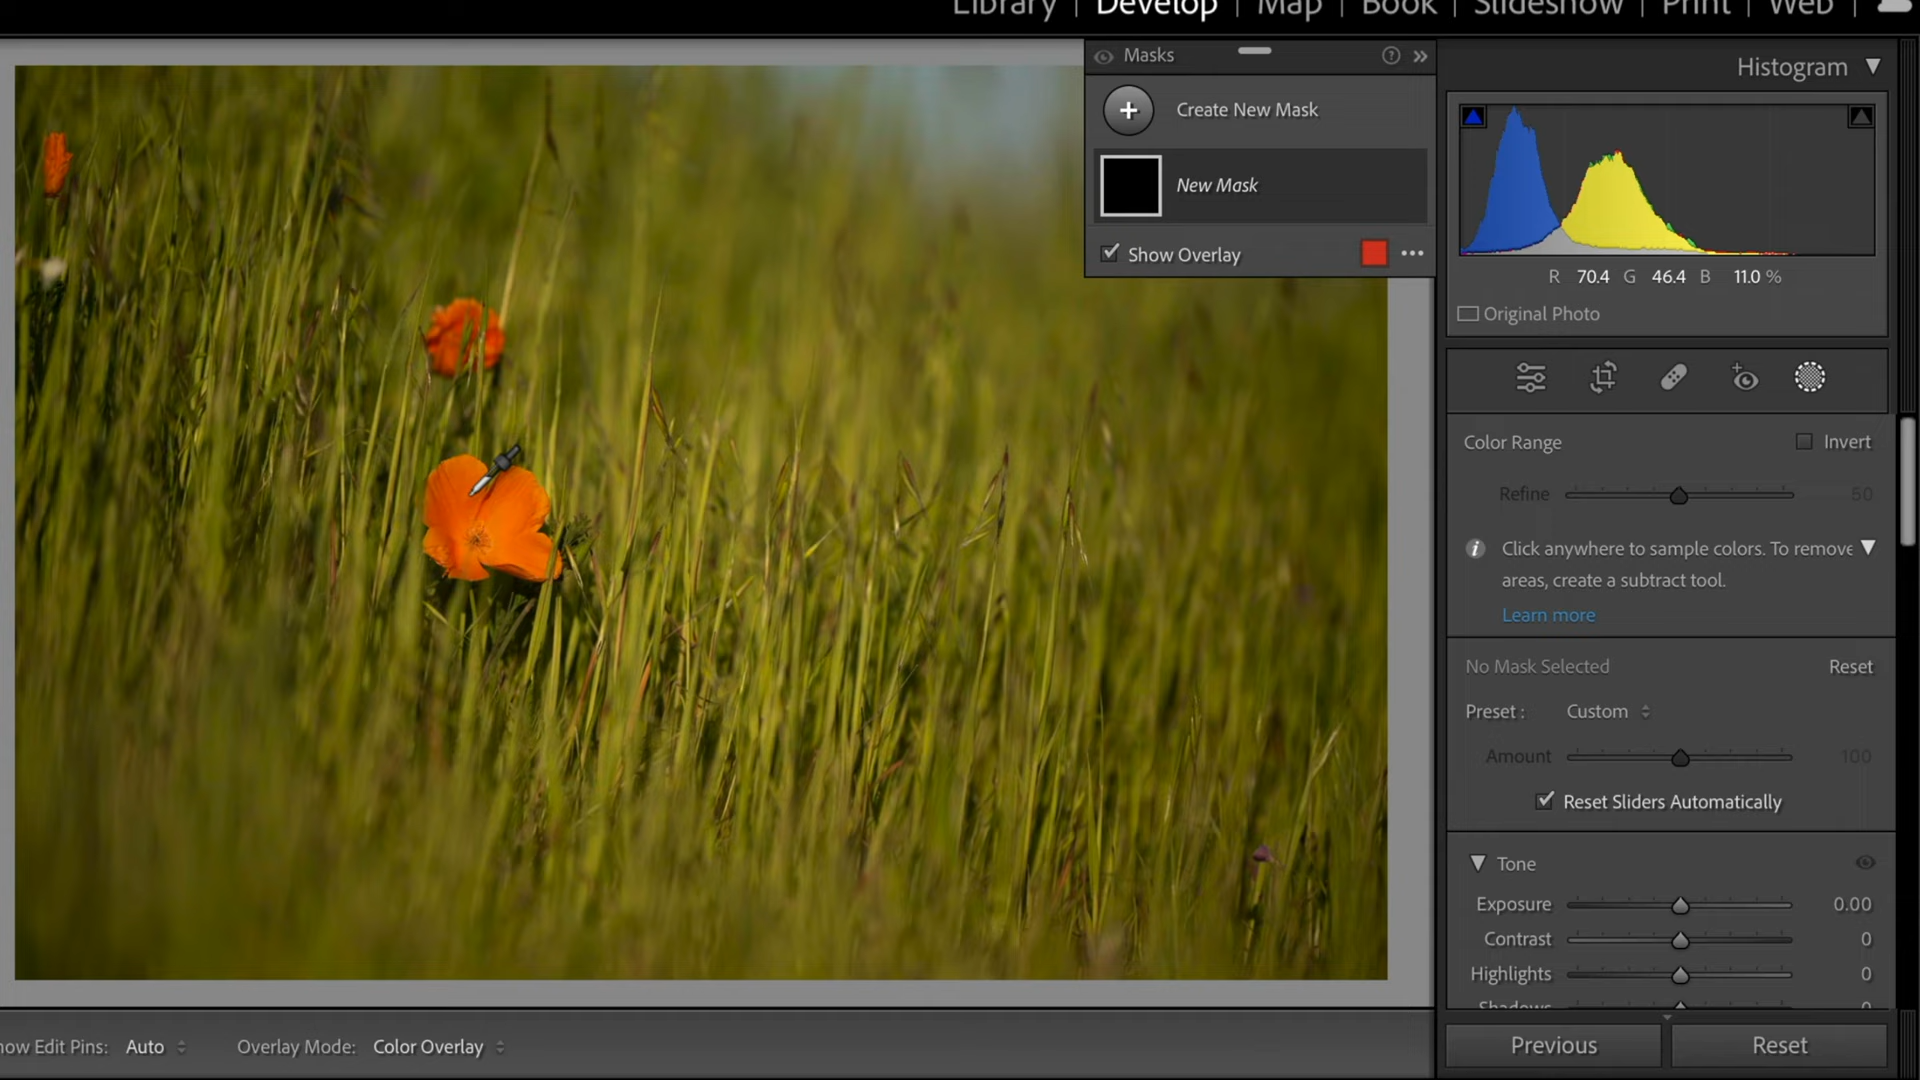 Library | Develop | Map | Book | Slideshow | Print | Web |
Masks
Create New Mask
New Mask
Show Overlay
Histogram
R 70.4 G 46.4 B 11.0 %
Original Photo
Color Range
Invert
Refine 50
Click anywhere to sample colors. To remove
areas, create a subtract tool.
Learn more
No Mask Selected
Reset
Preset : Custom
Amount 100
Reset Sliders Automatically
Tone
Exposure 0.00
Contrast 0
Highlights 0
Shadows 0
Previous
Reset
how Edit Pins: Auto
Overlay Mode: Color Overlay